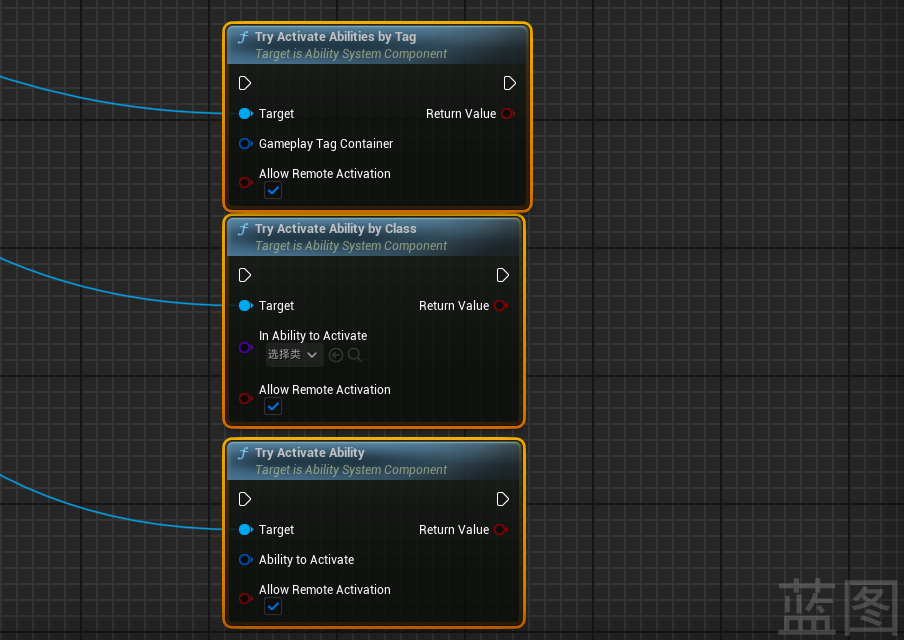 Try Activate Abilities by Tag
Target is Ability System Component
Target
Return Value
Gameplay Tag Container
Allow Remote Activation
Try Activate Ability by Class
Target is Ability System Component
Target
Return Value
In Ability to Activate
选择类
Allow Remote Activation
Try Activate Ability
Target is Ability System Component
Target
Return Value
Ability to Activate
Allow Remote Activation
蓝图